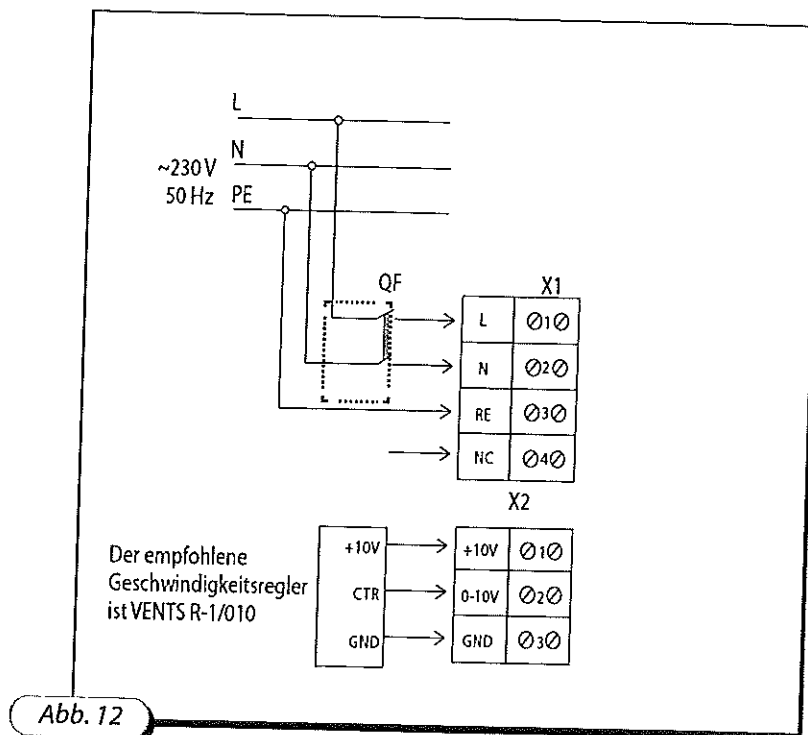 L
N
~230 V
50 Hz PE
QF
X1
L ⊘1⊘
N ⊘2⊘
RE ⊘3⊘
NC ⊘4⊘
X2
+10V +10V ⊘1⊘
CTR 0-10V ⊘2⊘
GND GND ⊘3⊘
Der empfohlene
Geschwindigkeitsregler
ist VENTS R-1/010
Abb. 12